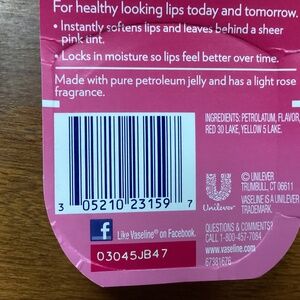 For healthy looking lips today and tomorrow.
• Instantly softens lips and leaves behind a sheer
pink tint.
• Locks in moisture so lips feel better over time.
Made with pure petroleum jelly and has a light rose
fragrance.
INGREDIENTS: PETROLATUM, FLAVOR,
RED 30 LAKE, YELLOW 5 LAKE.
3 05210 23159 7
Unilever
© UNILEVER
TRUMBULL, CT 06611
VASELINE IS A UNILEVER
TRADEMARK
QUESTIONS & COMMENTS?
CALL 1-800-457-7084
www.vaseline.com
67381676
f Like Vaseline® on Facebook.
03045JB47